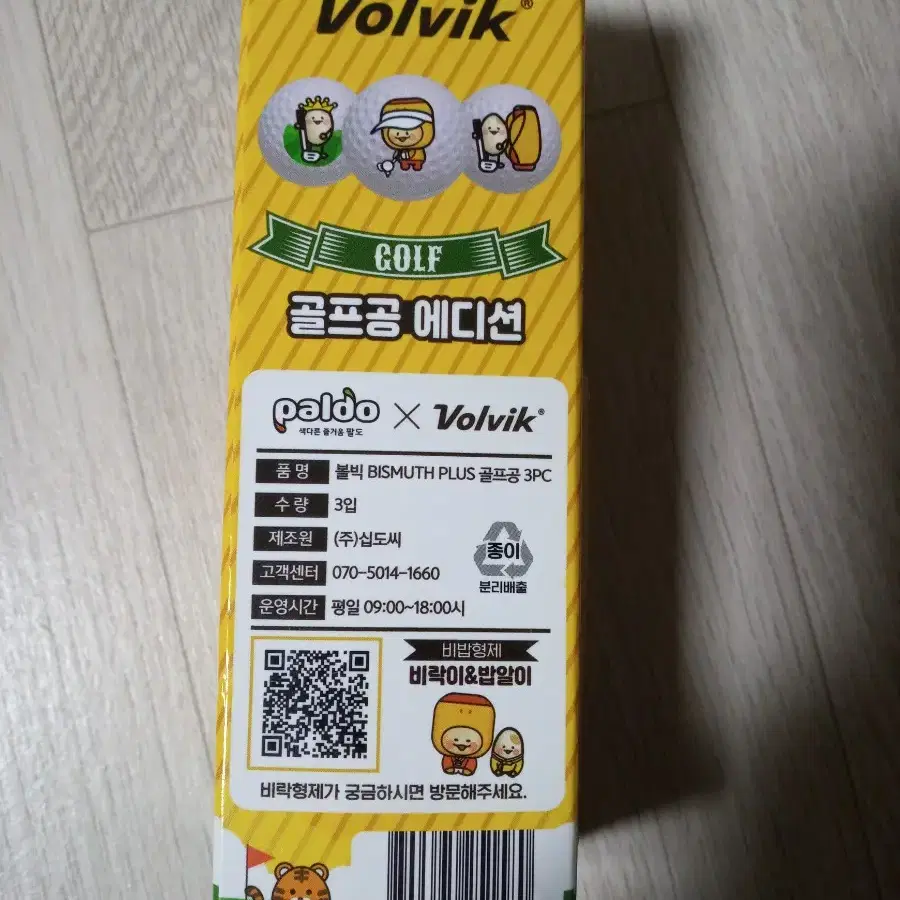 Volvik®
GOLF
골프공 에디션
paldo × Volvik®
색다른 즐거움 팔도
품 명 볼빅 BISMUTH PLUS 골프공 3PC
수 량 3입
제조원 (주)십도씨
종이
고객센터 070-5014-1660
분리배출
운영시간 평일 09:00~18:00시
비밥형제
비락이&밥알이
비락형제가 궁금하시면 방문해주세요.